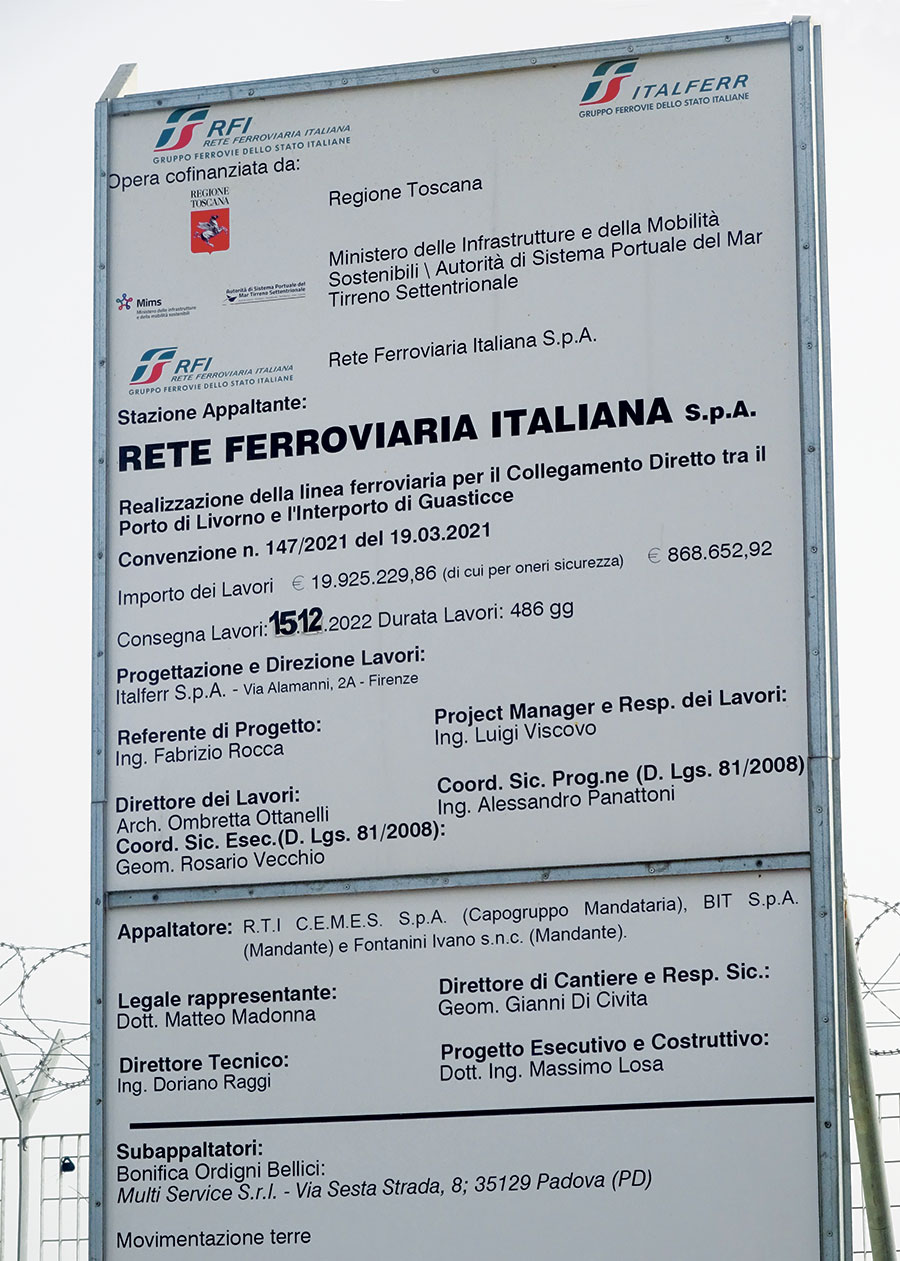 RFI
RETE FERROVIARIA ITALIANA
GRUPPO FERROVIE DELLO STATO ITALIANE
ITALFERR
GRUPPO FERROVIE DELLO STATO ITALIANE
Opera cofinanziata da:
REGIONE
TOSCANA
Regione Toscana
Ministero delle Infrastrutture e della Mobilità
Sostenibili \ Autorità di Sistema Portuale del Mar
Tirreno Settentrionale
Mims
Ministero delle infrastrutture
e della mobilità sostenibili
Autorità di Sistema Portuale del
Mar Tirreno Settentrionale
RFI
RETE FERROVIARIA ITALIANA
GRUPPO FERROVIE DELLO STATO ITALIANE
Rete Ferroviaria Italiana S.p.A.
Stazione Appaltante:
RETE FERROVIARIA ITALIANA S.p.A.
Realizzazione della linea ferroviaria per il Collegamento Diretto tra il
Porto di Livorno e l'Interporto di Guasticce
Convenzione n. 147/2021 del 19.03.2021
Importo dei Lavori € 19.925.229,86 (di cui per oneri sicurezza) € 868.652,92
Consegna Lavori: 15.12.2022 Durata Lavori: 486 gg
Progettazione e Direzione Lavori:
Italferr S.p.A. - Via Alamanni, 2A - Firenze
Referente di Progetto:
Ing. Fabrizio Rocca
Project Manager e Resp. dei Lavori:
Ing. Luigi Viscovo
Direttore dei Lavori:
Arch. Ombretta Ottanelli
Coord. Sic. Prog.ne (D. Lgs. 81/2008)
Ing. Alessandro Panattoni
Coord. Sic. Esec.(D. Lgs. 81/2008):
Geom. Rosario Vecchio
Appaltatore: R.T.I C.E.M.E.S. S.p.A. (Capogruppo Mandataria), BIT S.p.A.
(Mandante) e Fontanini Ivano s.n.c. (Mandante).
Legale rappresentante:
Dott. Matteo Madonna
Direttore di Cantiere e Resp. Sic.:
Geom. Gianni Di Civita
Direttore Tecnico:
Ing. Doriano Raggi
Progetto Esecutivo e Costruttivo:
Dott. Ing. Massimo Losa
Subappaltatori:
Bonifica Ordigni Bellici:
Multi Service S.r.l. - Via Sesta Strada, 8; 35129 Padova (PD)
Movimentazione terre